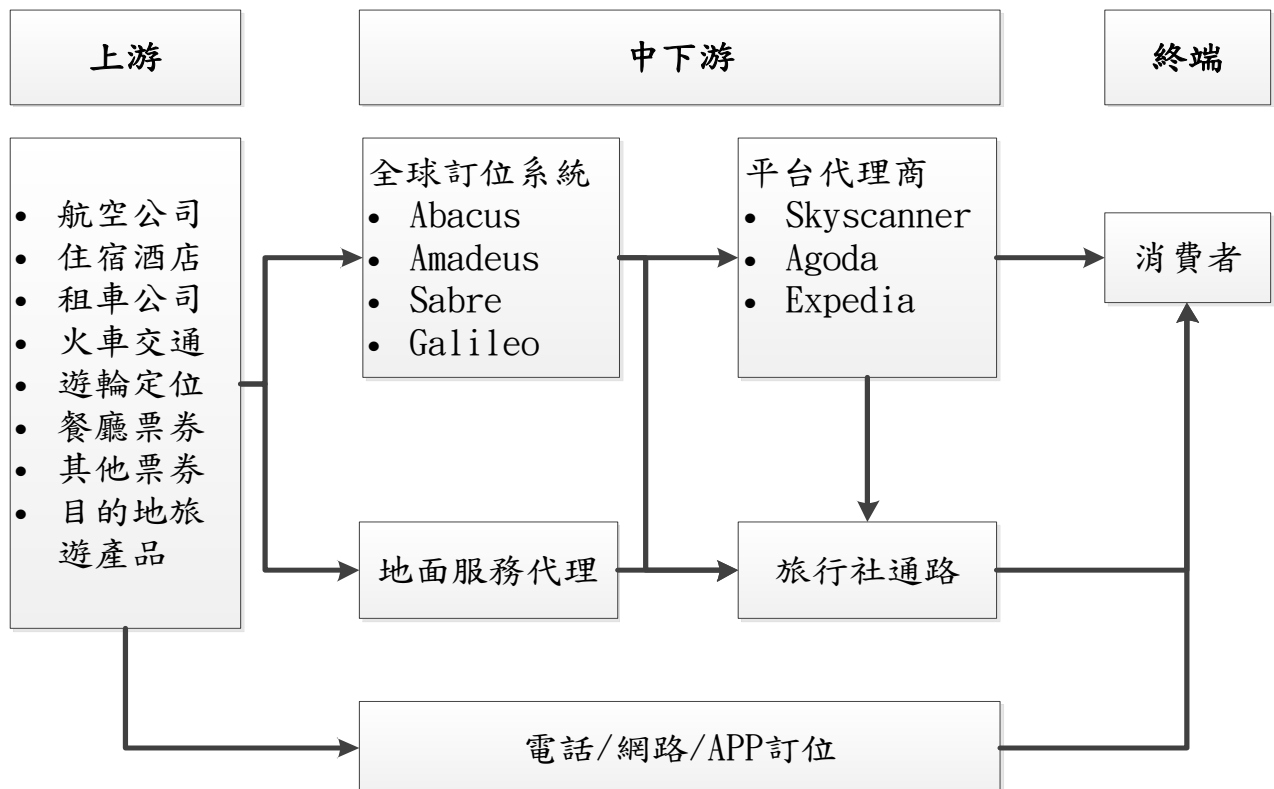 上游
中下游
終端
• 航空公司
• 住宿酒店
• 租車公司
• 火車交通
• 遊輪定位
• 餐廳票券
• 其他票券
• 目的地旅
遊產品
全球訂位系統
• Abacus
• Amadeus
• Sabre
• Galileo
平台代理商
• Skyscanner
• Agoda
• Expedia
消費者
地面服務代理
旅行社通路
電話/網路/APP訂位